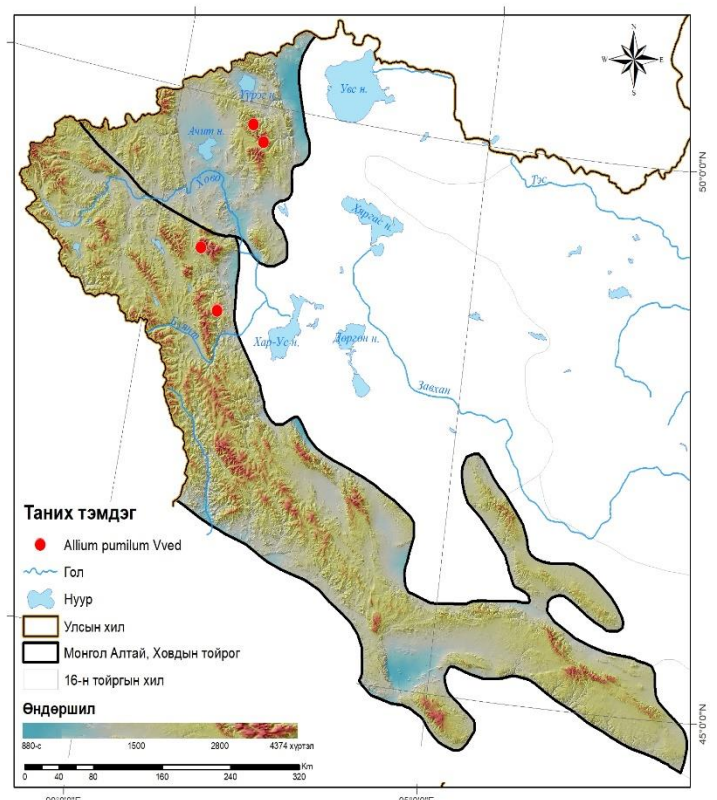 N
W E
S
Үүрэг н.
Увс н.
Ачит н.
Ховд
50°0'0"N
Тэс
Хяргас н.
Хар-Ус н.
Дөргөн н.
Завхан
Таних тэмдэг
Allium pumilum Vved
Гол
Нуур
Улсын хил
Монгол Алтай, Ховдын тойрог
16-н тойргын хил
Өндөршил
880-с 1500 2800 4374 хүртэл
Km
0 40 80 160 240 320
45°0'0"N